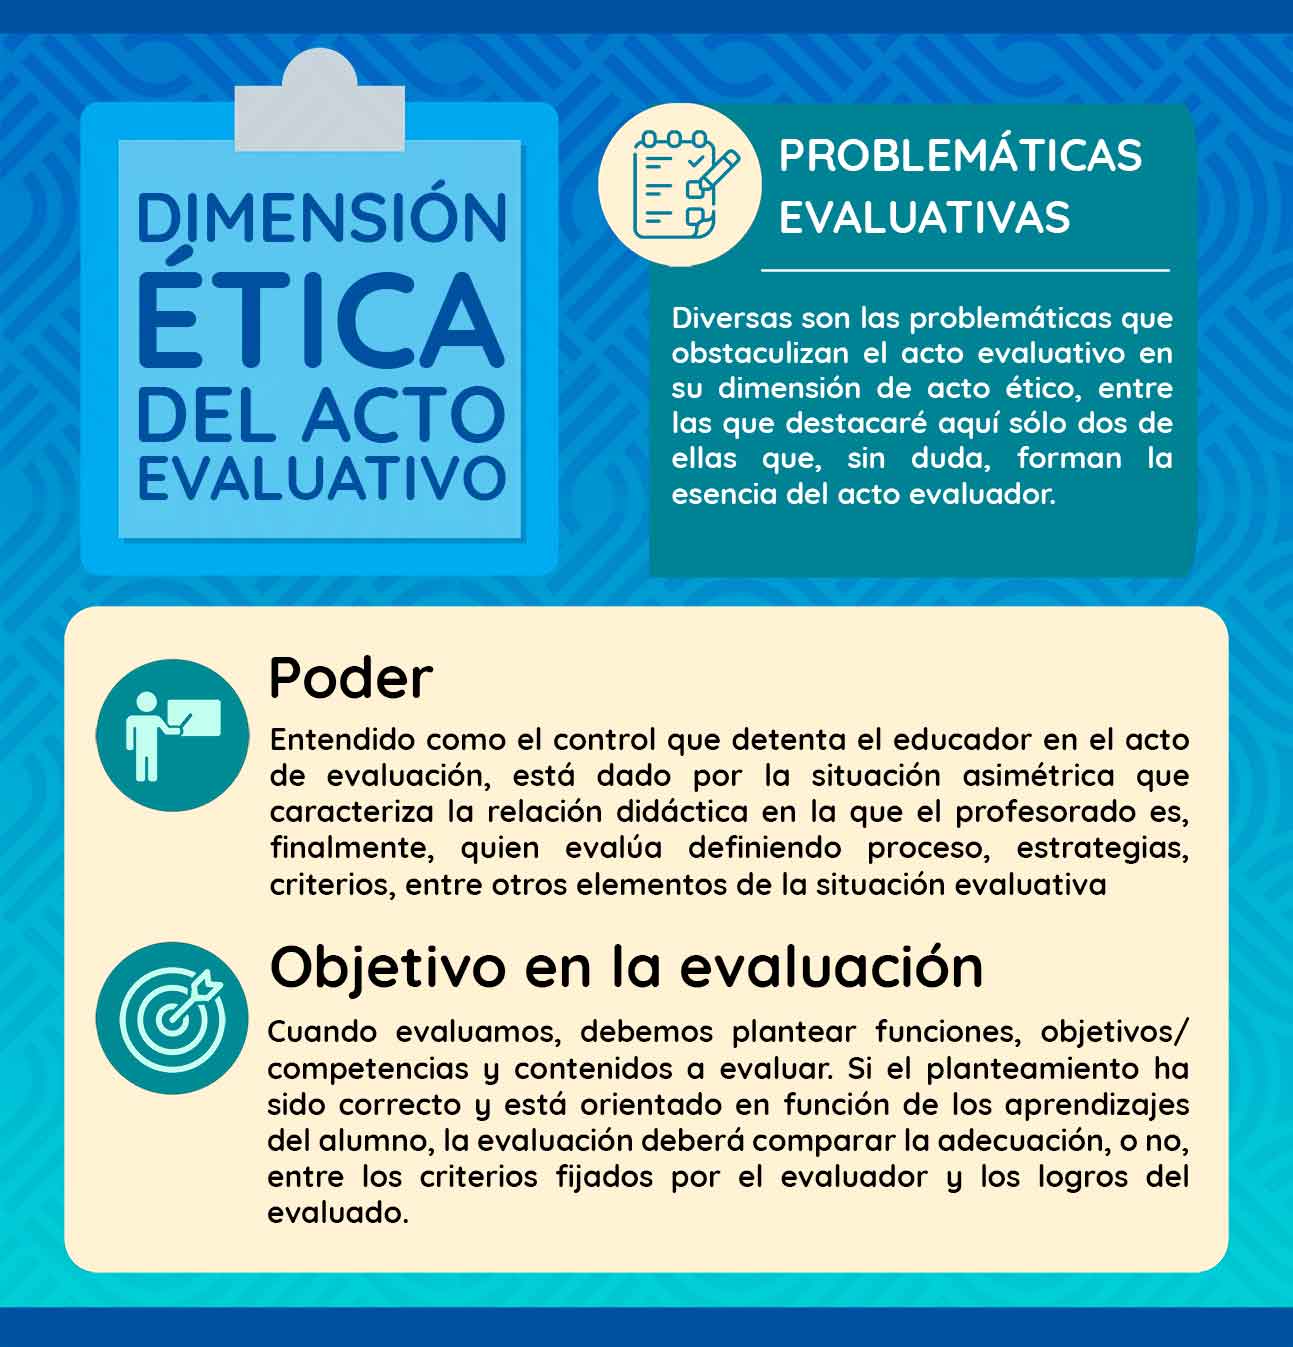 DIMENSIÓN
ÉTICA
DEL ACTO
EVALUATIVO
PROBLEMÁTICAS
EVALUATIVAS
Diversas son las problemáticas que
obstaculizan el acto evaluativo en
su dimensión de acto ético, entre
las que destacaré aquí sólo dos de
ellas que, sin duda, forman la
esencia del acto evaluador.
Poder
Entendido como el control que detenta el educador en el acto
de evaluación, está dado por la situación asimétrica que
caracteriza la relación didáctica en la que el profesorado es,
finalmente, quien evalúa definiendo proceso, estrategias,
criterios, entre otros elementos de la situación evaluativa
Objetivo en la evaluación
Cuando evaluamos, debemos plantear funciones, objetivos/
competencias y contenidos a evaluar. Si el planteamiento ha
sido correcto y está orientado en función de los aprendizajes
del alumno, la evaluación deberá comparar la adecuación, o no,
entre los criterios fijados por el evaluador y los logros del
evaluado.